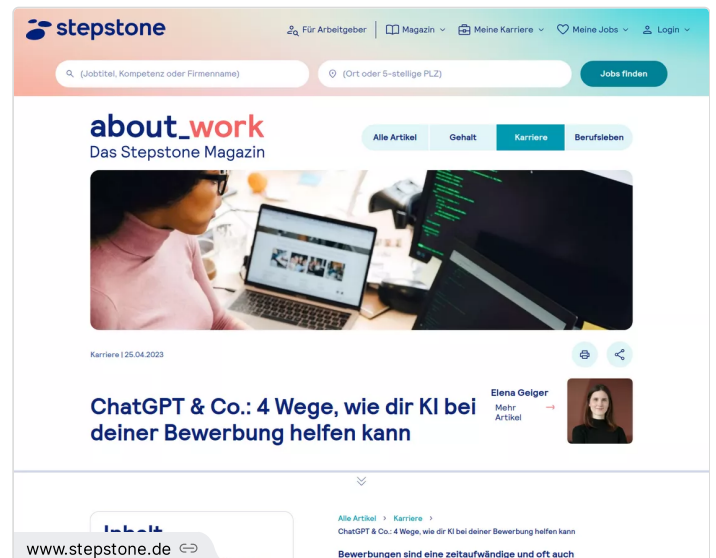 stepstone
Für Arbeitgeber
Magazin
Meine Karriere
Meine Jobs
Login
(Jobtitel, Kompetenz oder Firmenname)
(Ort oder 5-stellige PLZ)
Jobs finden
about_work
Das Stepstone Magazin
Alle Artikel
Gehalt
Karriere
Berufsleben
Karriere | 25.04.2023
ChatGPT & Co.: 4 Wege, wie dir KI bei
deiner Bewerbung helfen kann
Elena Geiger
Mehr
Artikel
Inhalt
Alle Artikel > Karriere >
ChatGPT & Co.: 4 Wege, wie dir KI bei deiner Bewerbung helfen kann
Bewerbungen sind eine zeitaufwändige und oft auch
www.stepstone.de